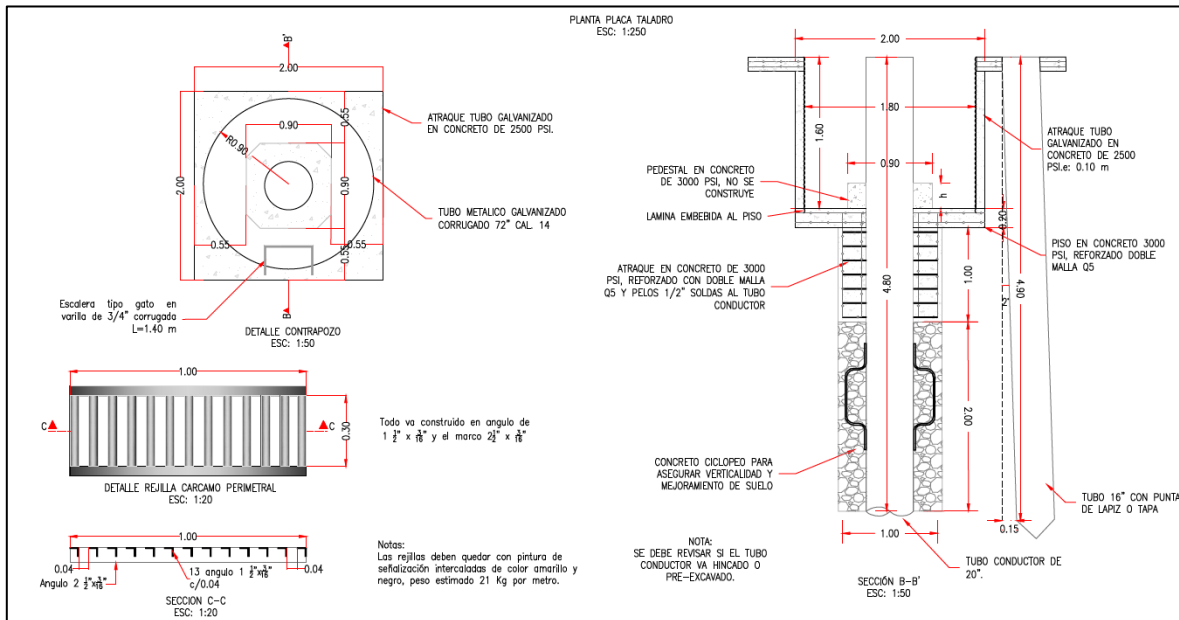 PLANTA PLACA TALADRO
ESC: 1:250
B'
2.00
2.00
0.55
0.90
0.55
0.90
R0.90
0.55
0.55
B
ATRAQUE TUBO GALVANIZADO
EN CONCRETO DE 2500 PSI.
TUBO METALICO GALVANIZADO
CORRUGADO 72" CAL. 14
Escalera tipo gato en
varilla de 3/4" corrugada
L=1.40 m
DETALLE CONTRAPOZO
ESC: 1:50
1.00
C
C
0.30
Todo va construido en angulo de
1 1/2" x 3/16" y el marco 2 1/2" x 3/16"
DETALLE REJILLA CARCAMO PERIMETRAL
ESC: 1:20
1.00
0.04
0.04
Angulo 2 1/2"x3/16"
13 angulo 1 1/2"x3/16"
c/0.04
SECCION C-C
ESC: 1:20
Notas:
Las rejillas deben quedar con pintura de
señalización intercaladas de color amarillo y
negro, peso estimado 21 Kg por metro.
2.00
1.80
1.60
0.90
h
0.20
4.80
4.90
1.00
2.00
1.00
0.15
PEDESTAL EN CONCRETO
DE 3000 PSI, NO SE
CONSTRUYE
LAMINA EMBEBIDA AL PISO
ATRAQUE EN CONCRETO DE 3000
PSI, REFORZADO CON DOBLE MALLA
Q5 Y PELOS 1/2" SOLDAS AL TUBO
CONDUCTOR
CONCRETO CICLOPEO PARA
ASEGURAR VERTICALIDAD Y
MEJORAMIENTO DE SUELO
NOTA:
SE DEBE REVISAR SI EL TUBO
CONDUCTOR VA HINCADO O
PRE-EXCAVADO.
ATRAQUE TUBO
GALVANIZADO EN
CONCRETO DE 2500
PSI.e: 0.10 m
PISO EN CONCRETO 3000
PSI, REFORZADO DOBLE
MALLA Q5
TUBO 16" CON PUNTA
DE LAPIZ O TAPA
TUBO CONDUCTOR DE
20".
SECCIÓN B-B'
ESC: 1:50